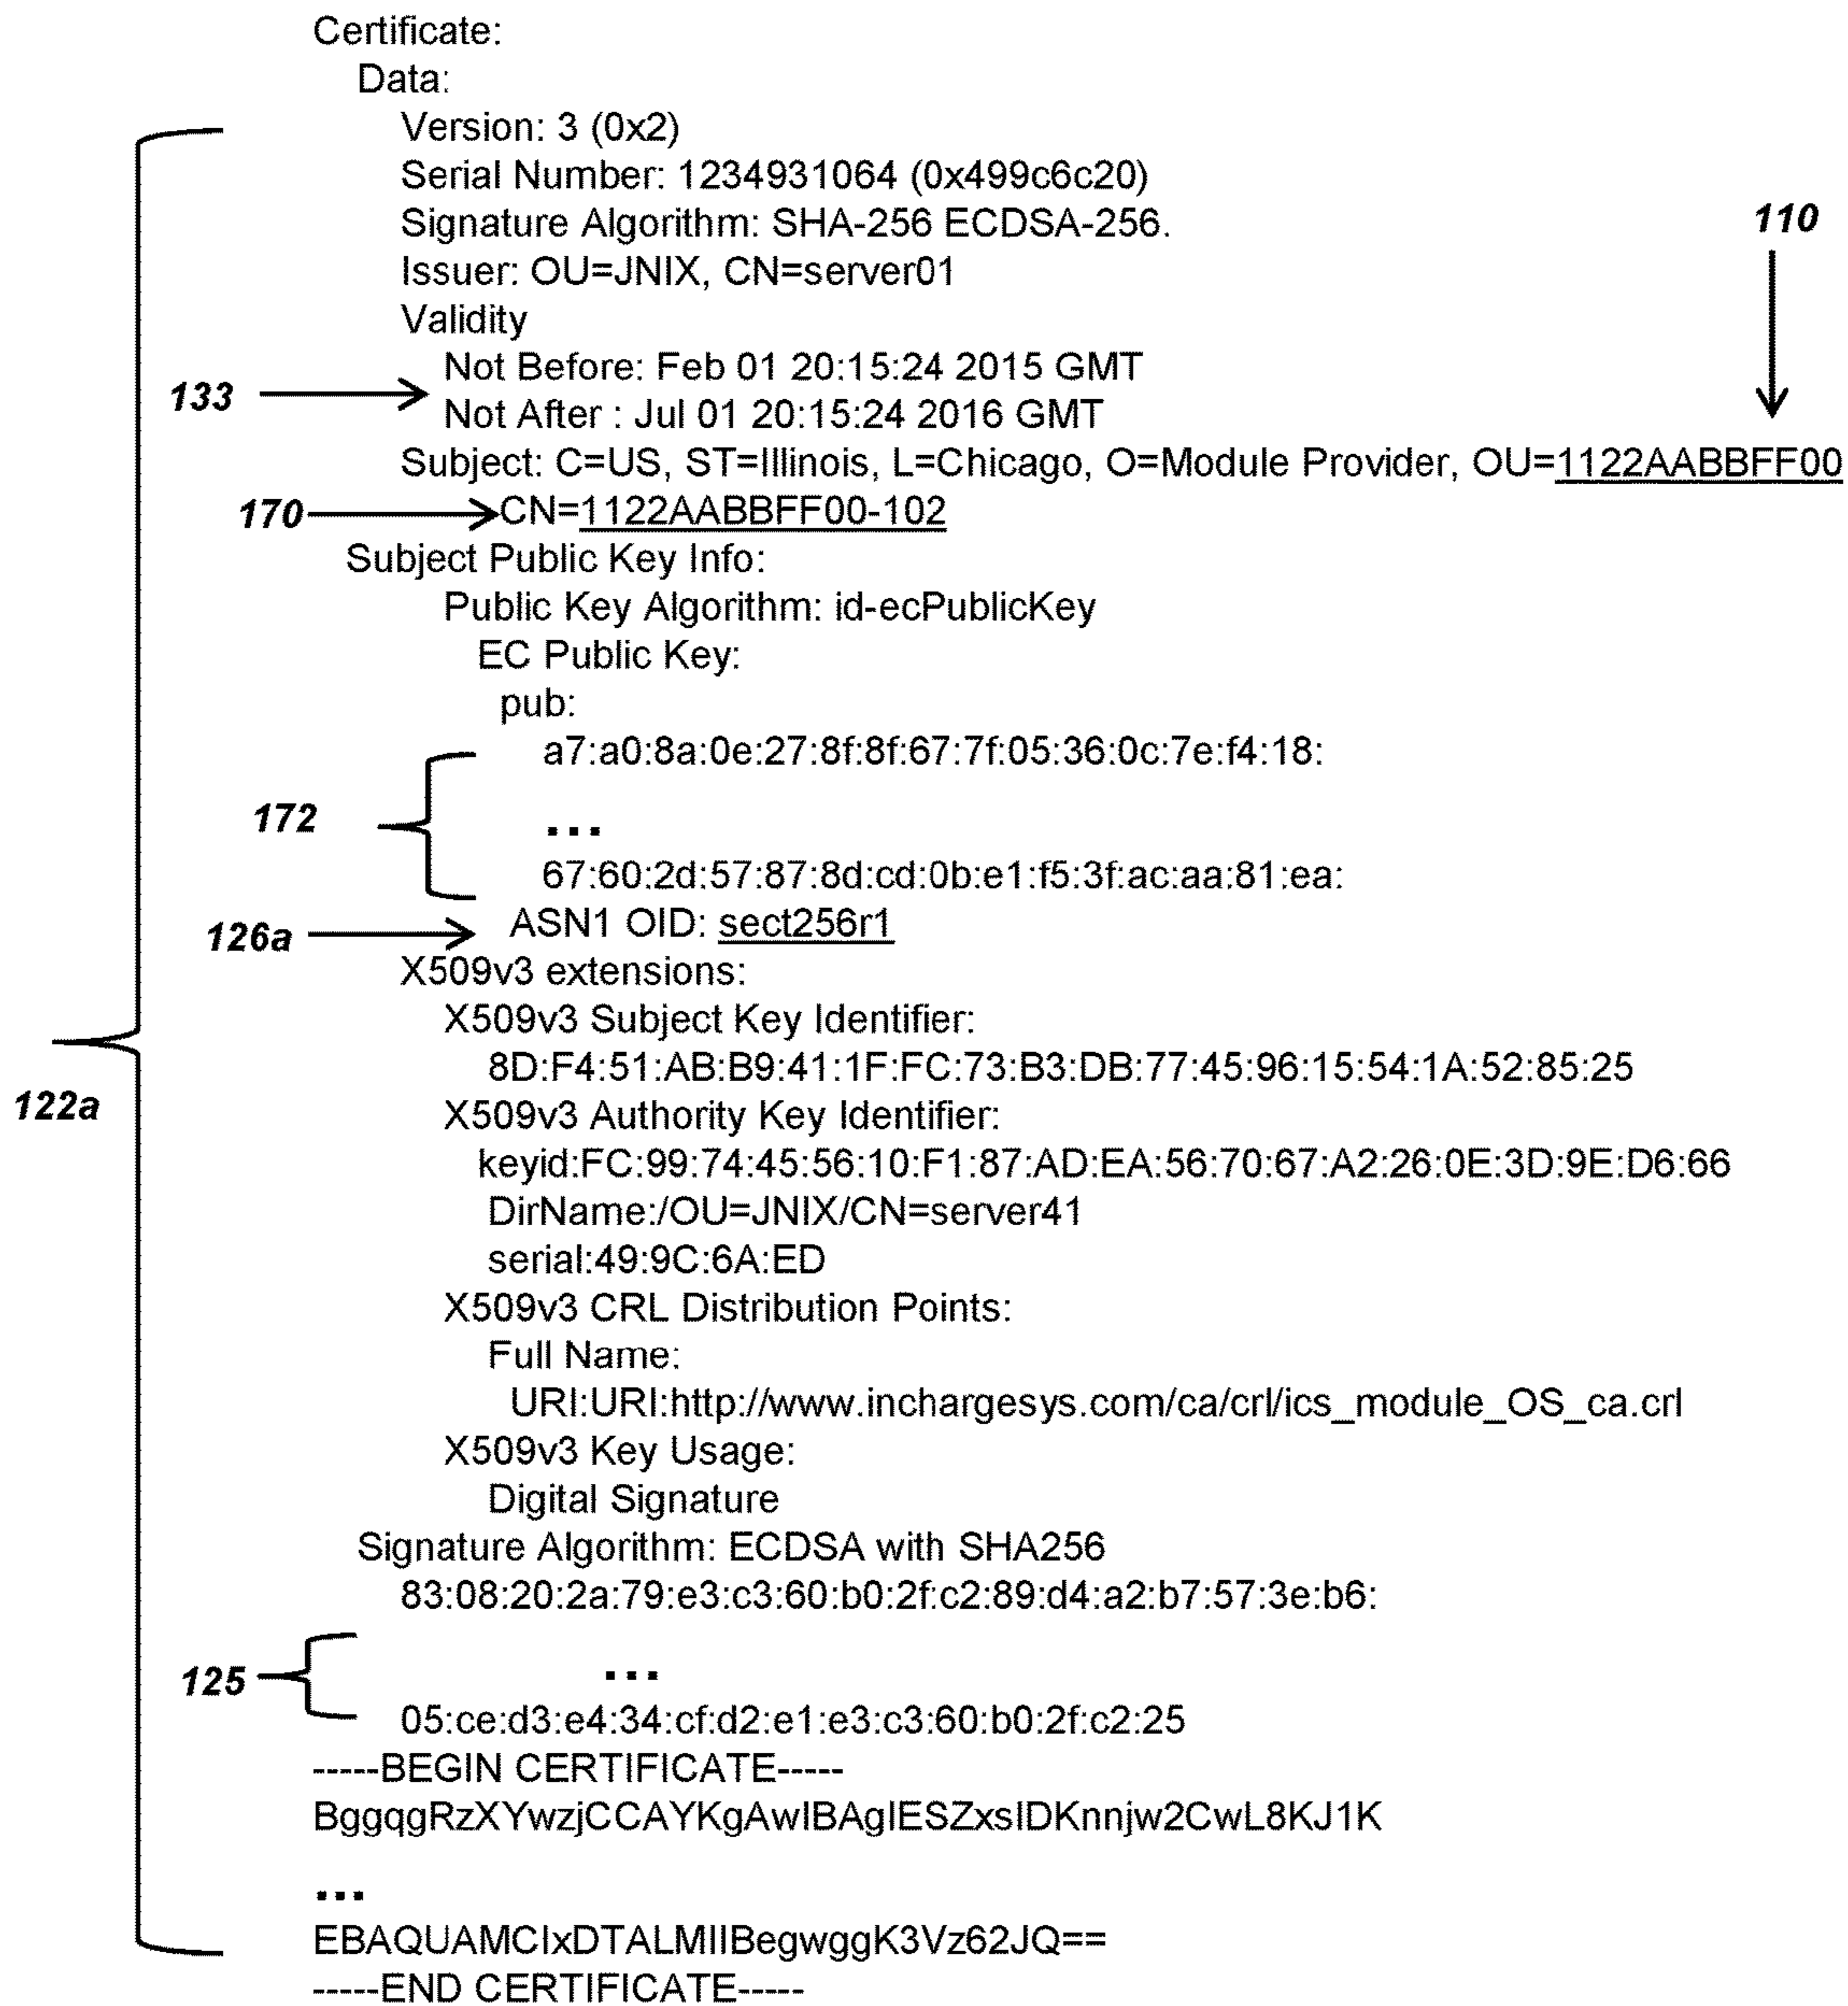 Certificate:
Data:
Version: 3 (0x2)
Serial Number: 1234931064 (0x499c6c20)
Signature Algorithm: SHA-256 ECDSA-256.
110
Issuer: OU=JNIX, CN=server01
Validity
Not Before: Feb 01 20:15:24 2015 GMT
133
Not After : Jul 01 20:15:24 2016 GMT
Subject: C=US, ST=Illinois, L=Chicago, O=Module Provider, OU=1122AABBFF00
170 CN=1122AABBFF00-102
Subject Public Key Info:
Public Key Algorithm: id-ecPublicKey
EC Public Key:
pub:
a7:a0:8a:0e:27:8f:8f:67:7f:05:36:0c:7e:f4:18:
172
...
67:60:2d:57:87:8d:cd:0b:e1:f5:3f:ac:aa:81:ea:
126a ASN1 OID: sect256r1
X509v3 extensions:
X509v3 Subject Key Identifier:
8D:F4:51:AB:B9:41:1F:FC:73:B3:DB:77:45:96:15:54:1A:52:85:25
122a
X509v3 Authority Key Identifier:
keyid:FC:99:74:45:56:10:F1:87:AD:EA:56:70:67:A2:26:0E:3D:9E:D6:66
DirName:/OU=JNIX/CN=server41
serial:49:9C:6A:ED
X509v3 CRL Distribution Points:
Full Name:
URI:URI:http://www.inchargesys.com/ca/crl/ics_module_OS_ca.crl
X509v3 Key Usage:
Digital Signature
Signature Algorithm: ECDSA with SHA256
83:08:20:2a:79:e3:c3:60:b0:2f:c2:89:d4:a2:b7:57:3e:b6:
125
...
05:ce:d3:e4:34:cf:d2:e1:e3:c3:60:b0:2f:c2:25
-----BEGIN CERTIFICATE-----
BggqgRzXYwzjCCAYKgAwIBAgIESZxsIDKnnjw2CwL8KJ1K
...
EBAQUAMCIxDTALMIIBegwggK3Vz62JQ==
-----END CERTIFICATE-----